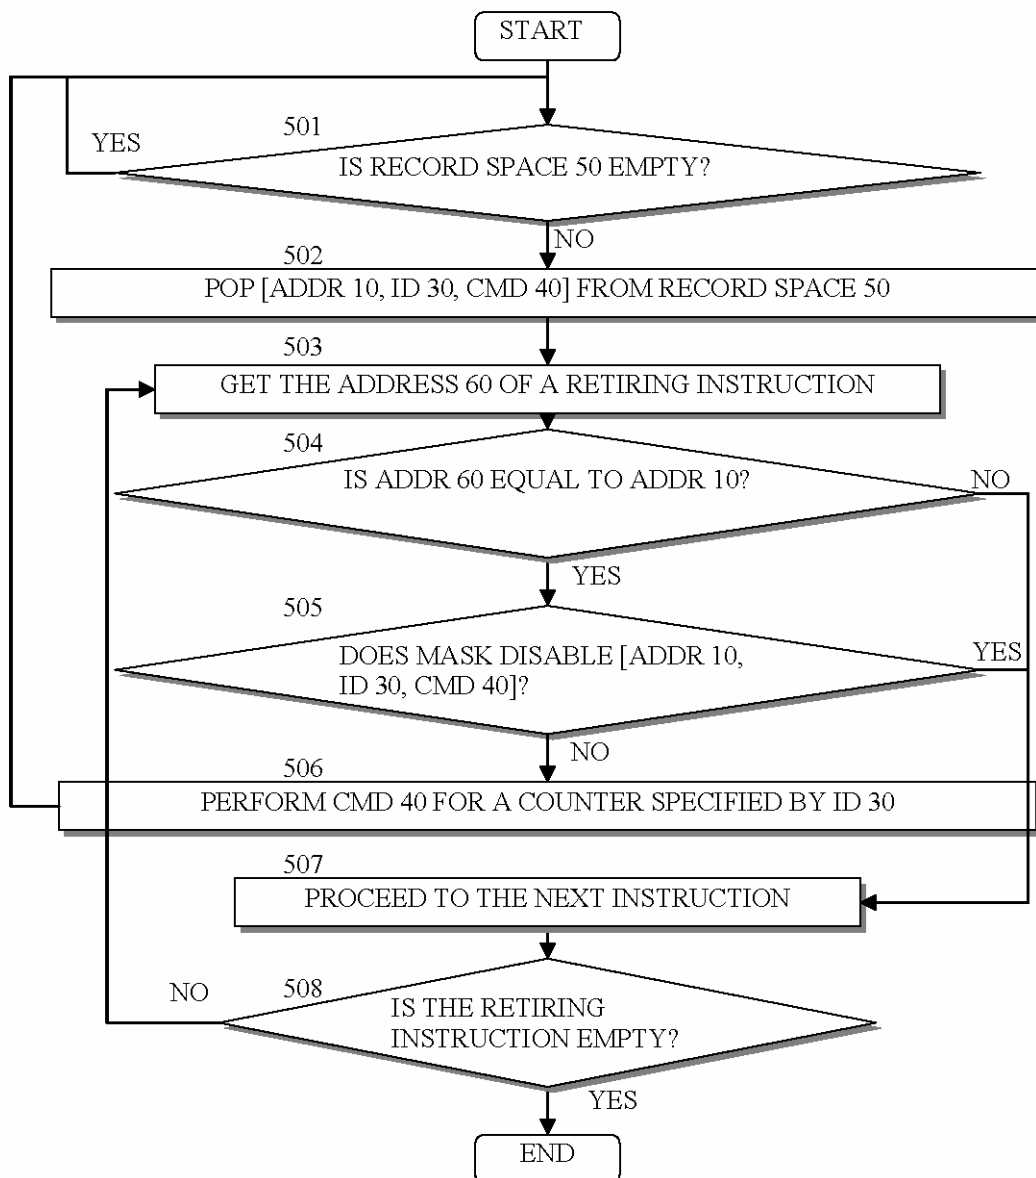 START
YES
501
IS RECORD SPACE 50 EMPTY?
NO
502
POP [ADDR 10, ID 30, CMD 40] FROM RECORD SPACE 50
503
GET THE ADDRESS 60 OF A RETIRING INSTRUCTION
504
IS ADDR 60 EQUAL TO ADDR 10?
NO
YES
505
DOES MASK DISABLE [ADDR 10,
ID 30, CMD 40]?
YES
NO
506
PERFORM CMD 40 FOR A COUNTER SPECIFIED BY ID 30
507
PROCEED TO THE NEXT INSTRUCTION
NO
508
IS THE RETIRING
INSTRUCTION EMPTY?
YES
END